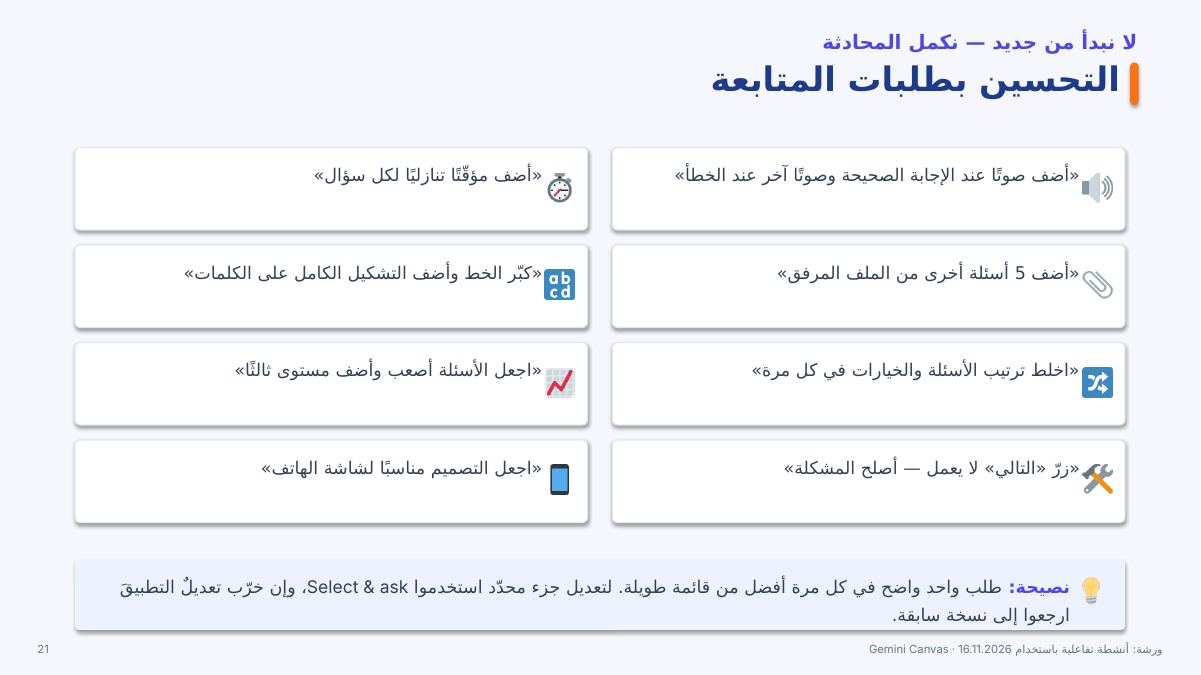 لا نبدأ من جديد — نكمل المحادثة
التحسين بطلبات المتابعة
«أضف صوتًا عند الإجابة الصحيحة وصوتًا آخر عند الخطأ»
«أضف مؤقّتًا تنازليًا لكل سؤال»
«أضف 5 أسئلة أخرى من الملف المرفق»
«كبّر الخط وأضف التشكيل الكامل على الكلمات»
«اخلط ترتيب الأسئلة والخيارات في كل مرة»
«اجعل الأسئلة أصعب وأضف مستوى ثالثًا»
«زرّ «التالي» لا يعمل — أصلح المشكلة»
«اجعل التصميم مناسبًا لشاشة الهاتف»
نصيحة: طلب واحد واضح في كل مرة أفضل من قائمة طويلة. لتعديل جزء محدّد استخدموا Select & ask، وإن خرّب تعديلٌ التطبيقَ
ارجعوا إلى نسخة سابقة.
ورشة: أنشطة تفاعلية باستخدام Gemini Canvas · 16.11.2026
21